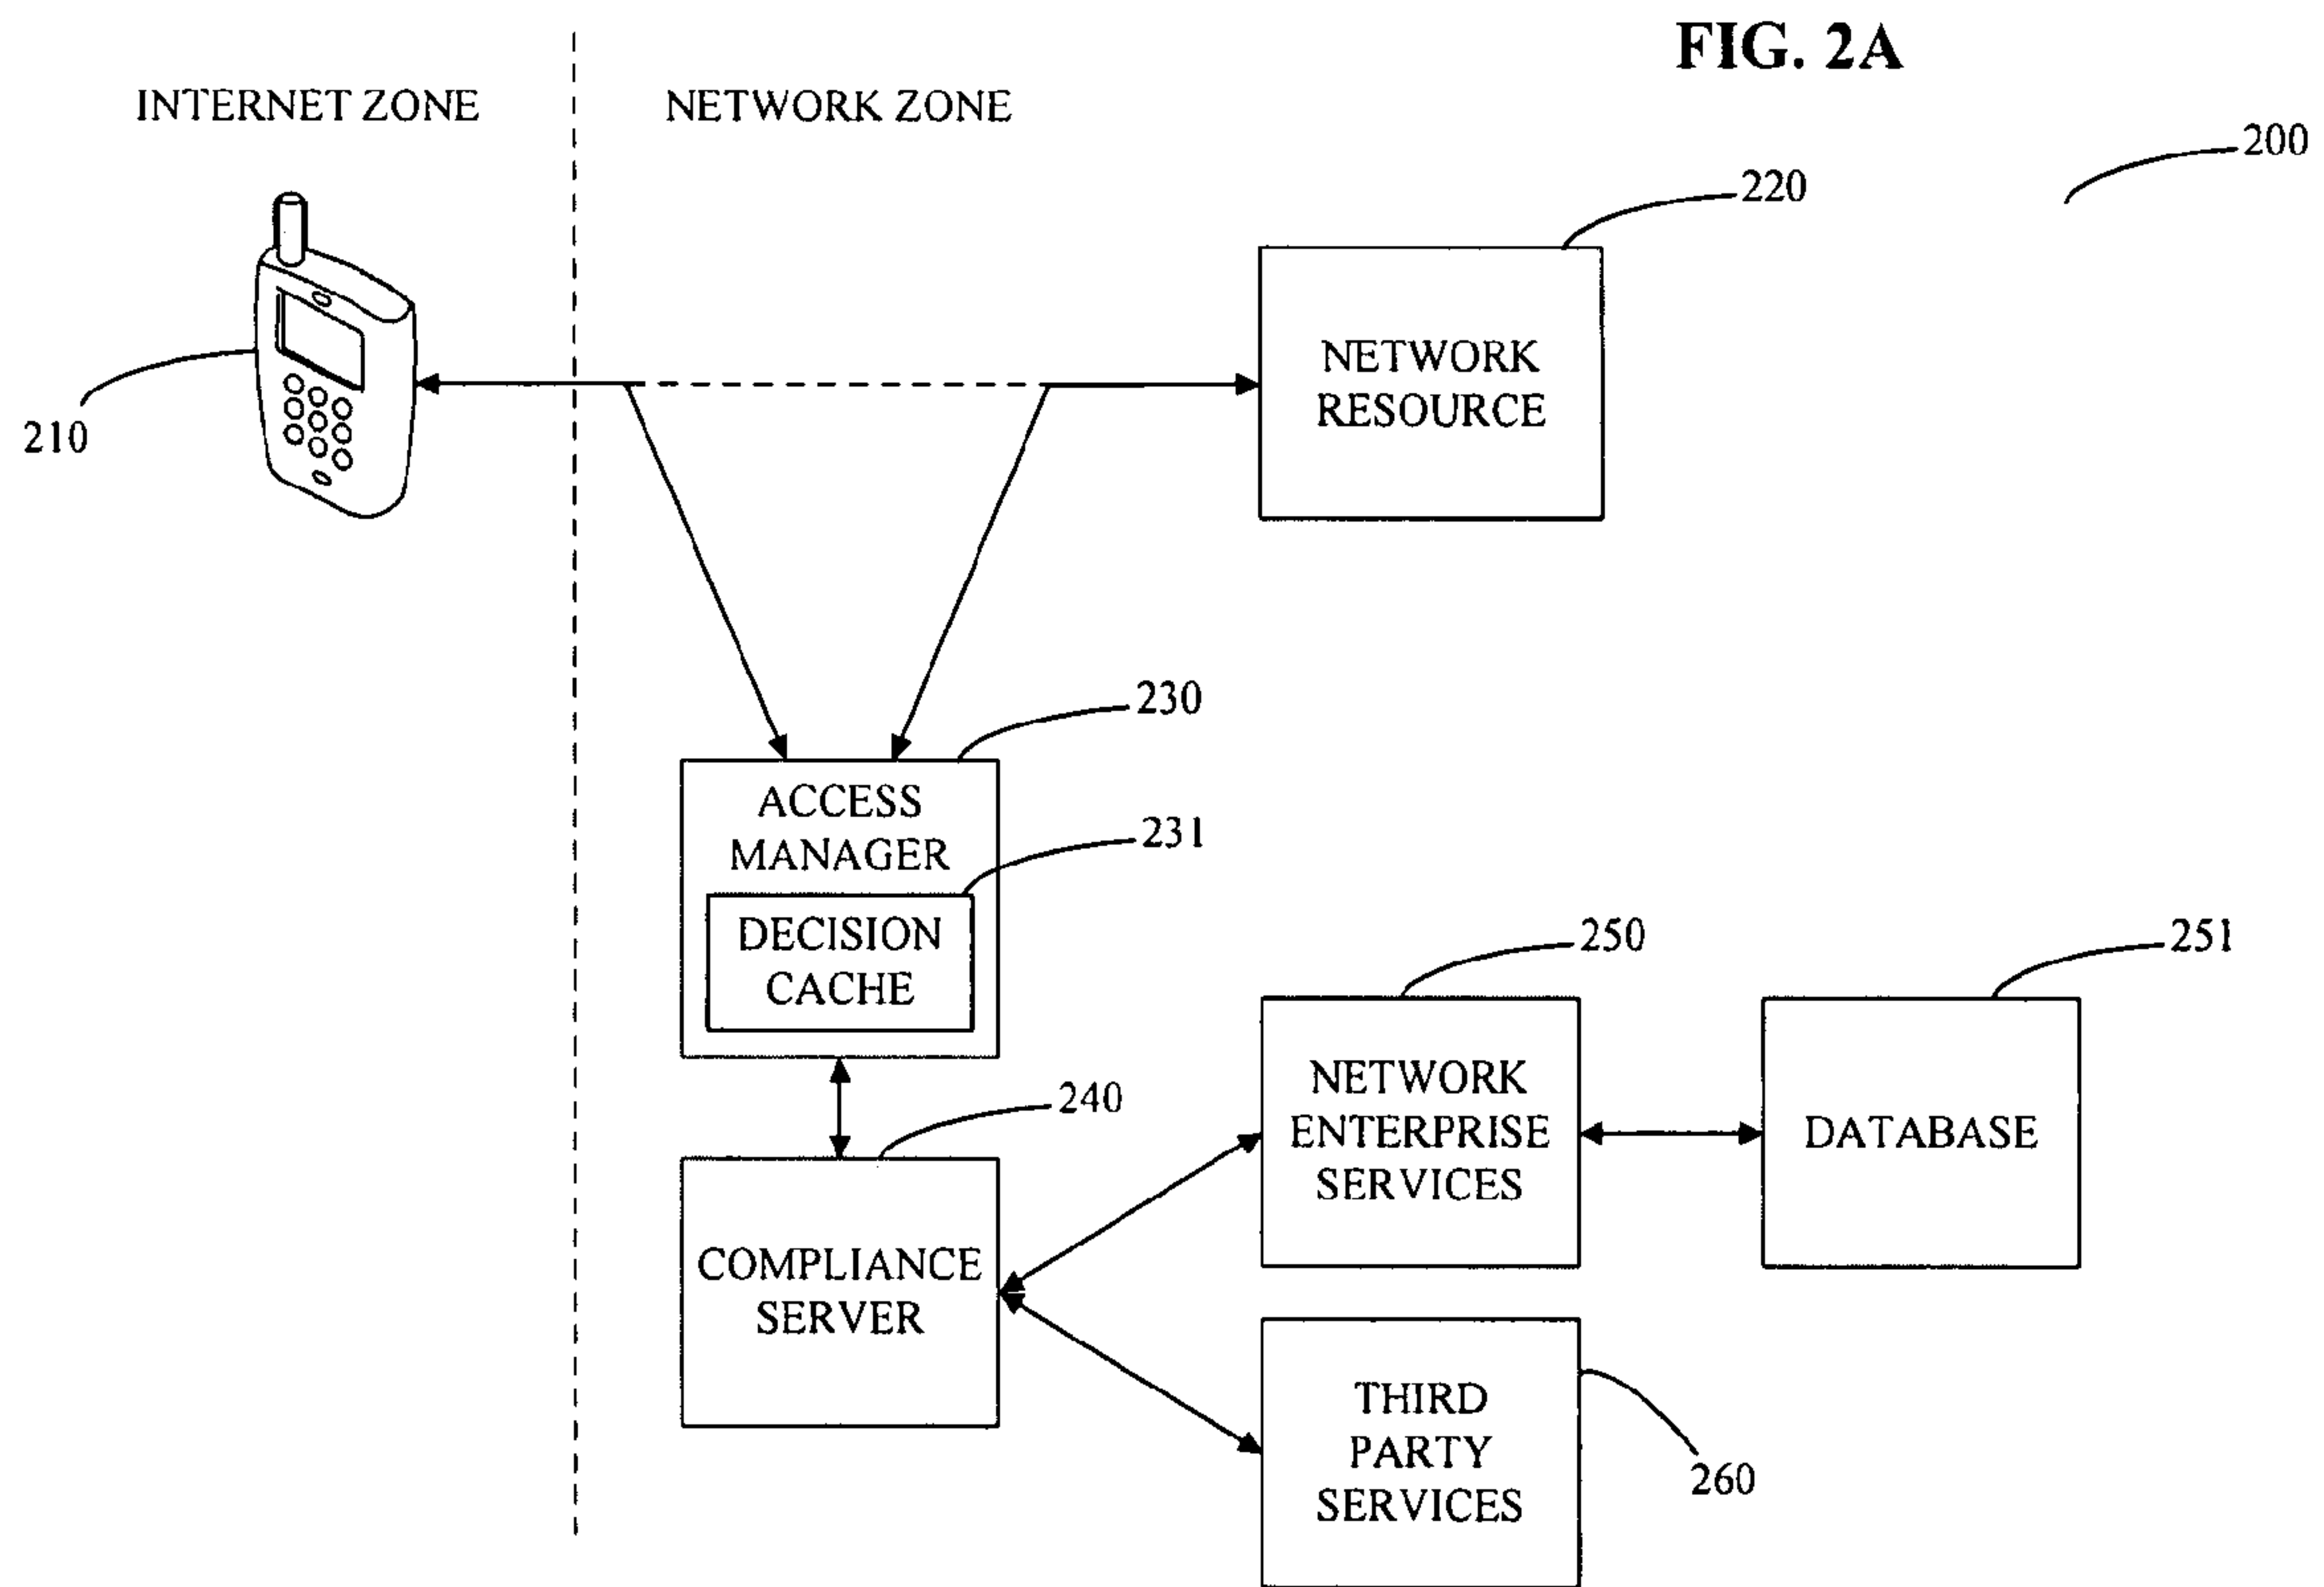 FIG. 2A
INTERNET ZONE
NETWORK ZONE
200
220
NETWORK
RESOURCE
210
230
ACCESS
MANAGER
231
DECISION
CACHE
250
251
NETWORK
ENTERPRISE
SERVICES
DATABASE
240
COMPLIANCE
SERVER
THIRD
PARTY
SERVICES
260